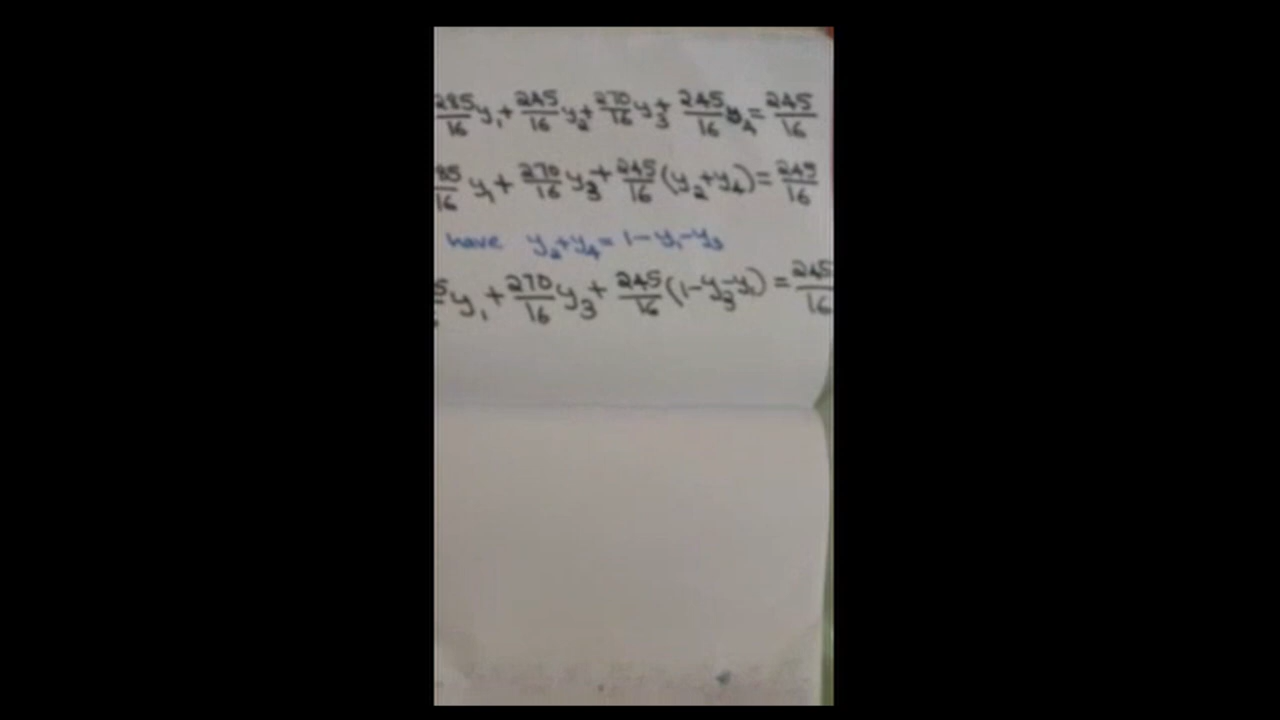 285/16 y₁ + 245/16 y₂ + 270/16 y₃ + 245/16 y₄ = 245/16
85/16 y₁ + 270/16 y₃ + 245/16 (y₂+y₄) = 245/16
have y₂+y₄ = 1-y₁-y₃
5 y₁ + 270/16 y₃ + 245/16 (1-y₃-y₁) = 245/16